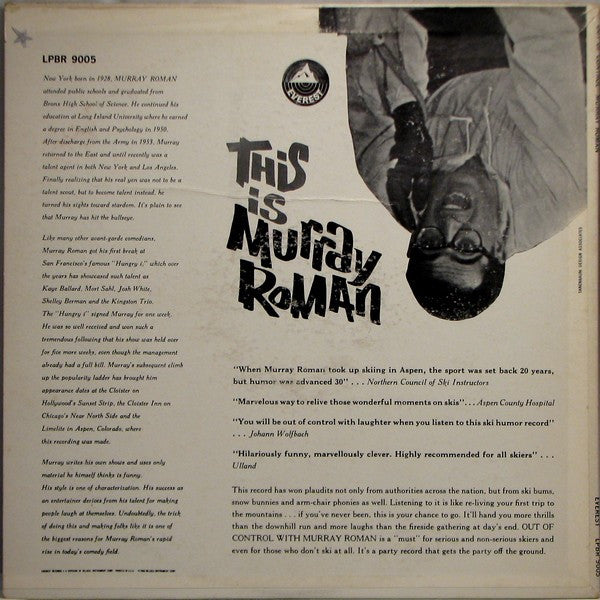 LPBR 9005
New York born in 1928, MURRAY ROMAN
attended public schools and graduated from
Bronx High School of Science. He continued his
education at Long Island University where he earned
a degree in English and Psychology in 1950.
After discharge from the Army in 1953, Murray
returned to the East and until recently was a
talent agent in both New York and Los Angeles.
Finally realizing that his real yen was not to be a
talent scout, but to become talent instead, he
turned his sights toward stardom. It's plain to see
that Murray has hit the bullseye.
Like many other avant-garde comedians,
Murray Roman got his first break at
San Francisco's famous "Hungry i," which over
the years has showcased such talent as
Kaye Ballard, Mort Sahl, Josh White,
Shelley Berman and the Kingston Trio.
The "Hungry i" signed Murray for one week.
He was so well received and won such a
tremendous following that his show was held over
for five more weeks, even though the management
already had a full bill. Murray's subsequent climb
up the popularity ladder has brought him
appearance dates at the Cloister on
Hollywood's Sunset Strip, the Cloister Inn on
Chicago's Near North Side and the
Limelite in Aspen, Colorado, where
this recording was made.
Murray writes his own shows and uses only
material he himself thinks is funny.
His style is one of characterization. His success as
an entertainer derives from his talent for making
people laugh at themselves. Undoubtedly, the trick
of doing this and making folks like it is one of
the biggest reasons for Murray Roman's rapid
rise in today's comedy field.
EVEREST
THIS
iS
MURRAY
ROMAN
"When Murray Roman took up skiing in Aspen, the sport was set back 20 years,
but humor was advanced 30" . . . Northern Council of Ski Instructors
"Marvelous way to relive those wonderful moments on skis". . . Aspen County Hospital
"You will be out of control with laughter when you listen to this ski humor record"
. . . Johann Wolfbach
"Hilariously funny, marvellously clever. Highly recommended for all skiers" . . .
Ulland
This record has won plaudits not only from authorities across the nation, but from ski bums,
snow bunnies and arm-chair phonies as well. Listening to it is like re-living your first trip to
the mountains . . . if you've never been, this is your chance to go. It'll hand you more thrills
than the downhill run and more laughs than the fireside gathering at day's end. OUT OF
CONTROL WITH MURRAY ROMAN is a "must" for serious and non-serious skiers and
even for those who don't ski at all. It's a party record that gets the party off the ground.
EVEREST LPBR 9005